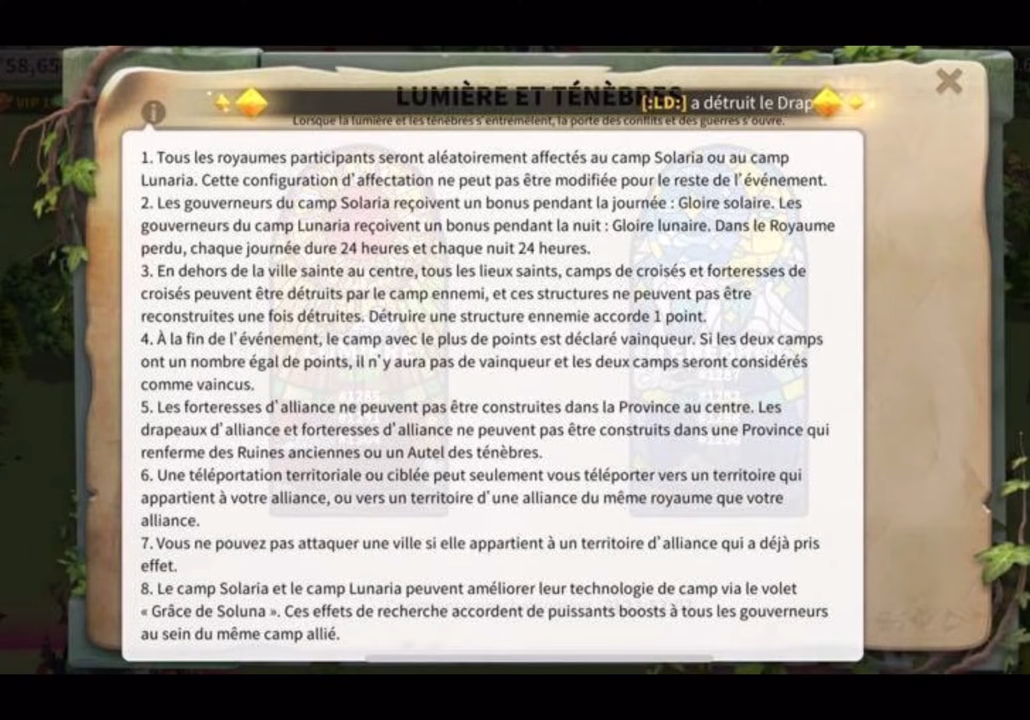 58,65
VIP 1
LUMIÈRE ET TÉNÈBRES
[:LD:] a détruit le Drap
Lorsque la lumière et les ténèbres s'entremêlent, la porte des conflits et des guerres s'ouvre.
1. Tous les royaumes participants seront aléatoirement affectés au camp Solaria ou au camp
Lunaria. Cette configuration d'affectation ne peut pas être modifiée pour le reste de l'événement.
2. Les gouverneurs du camp Solaria reçoivent un bonus pendant la journée : Gloire solaire. Les
gouverneurs du camp Lunaria reçoivent un bonus pendant la nuit : Gloire lunaire. Dans le Royaume
perdu, chaque journée dure 24 heures et chaque nuit 24 heures.
3. En dehors de la ville sainte au centre, tous les lieux saints, camps de croisés et forteresses de
croisés peuvent être détruits par le camp ennemi, et ces structures ne peuvent pas être
reconstruites une fois détruites. Détruire une structure ennemie accorde 1 point.
4. À la fin de l'événement, le camp avec le plus de points est déclaré vainqueur. Si les deux camps
ont un nombre égal de points, il n'y aura pas de vainqueur et les deux camps seront considérés
comme vaincus.
5. Les forteresses d'alliance ne peuvent pas être construites dans la Province au centre. Les
drapeaux d'alliance et forteresses d'alliance ne peuvent pas être construits dans une Province qui
renferme des Ruines anciennes ou un Autel des ténèbres.
6. Une téléportation territoriale ou ciblée peut seulement vous téléporter vers un territoire qui
appartient à votre alliance, ou vers un territoire d'une alliance du même royaume que votre
alliance.
7. Vous ne pouvez pas attaquer une ville si elle appartient à un territoire d'alliance qui a déjà pris
effet.
8. Le camp Solaria et le camp Lunaria peuvent améliorer leur technologie de camp via le volet
« Grâce de Soluna ». Ces effets de recherche accordent de puissants boosts à tous les gouverneurs
au sein du même camp allié.